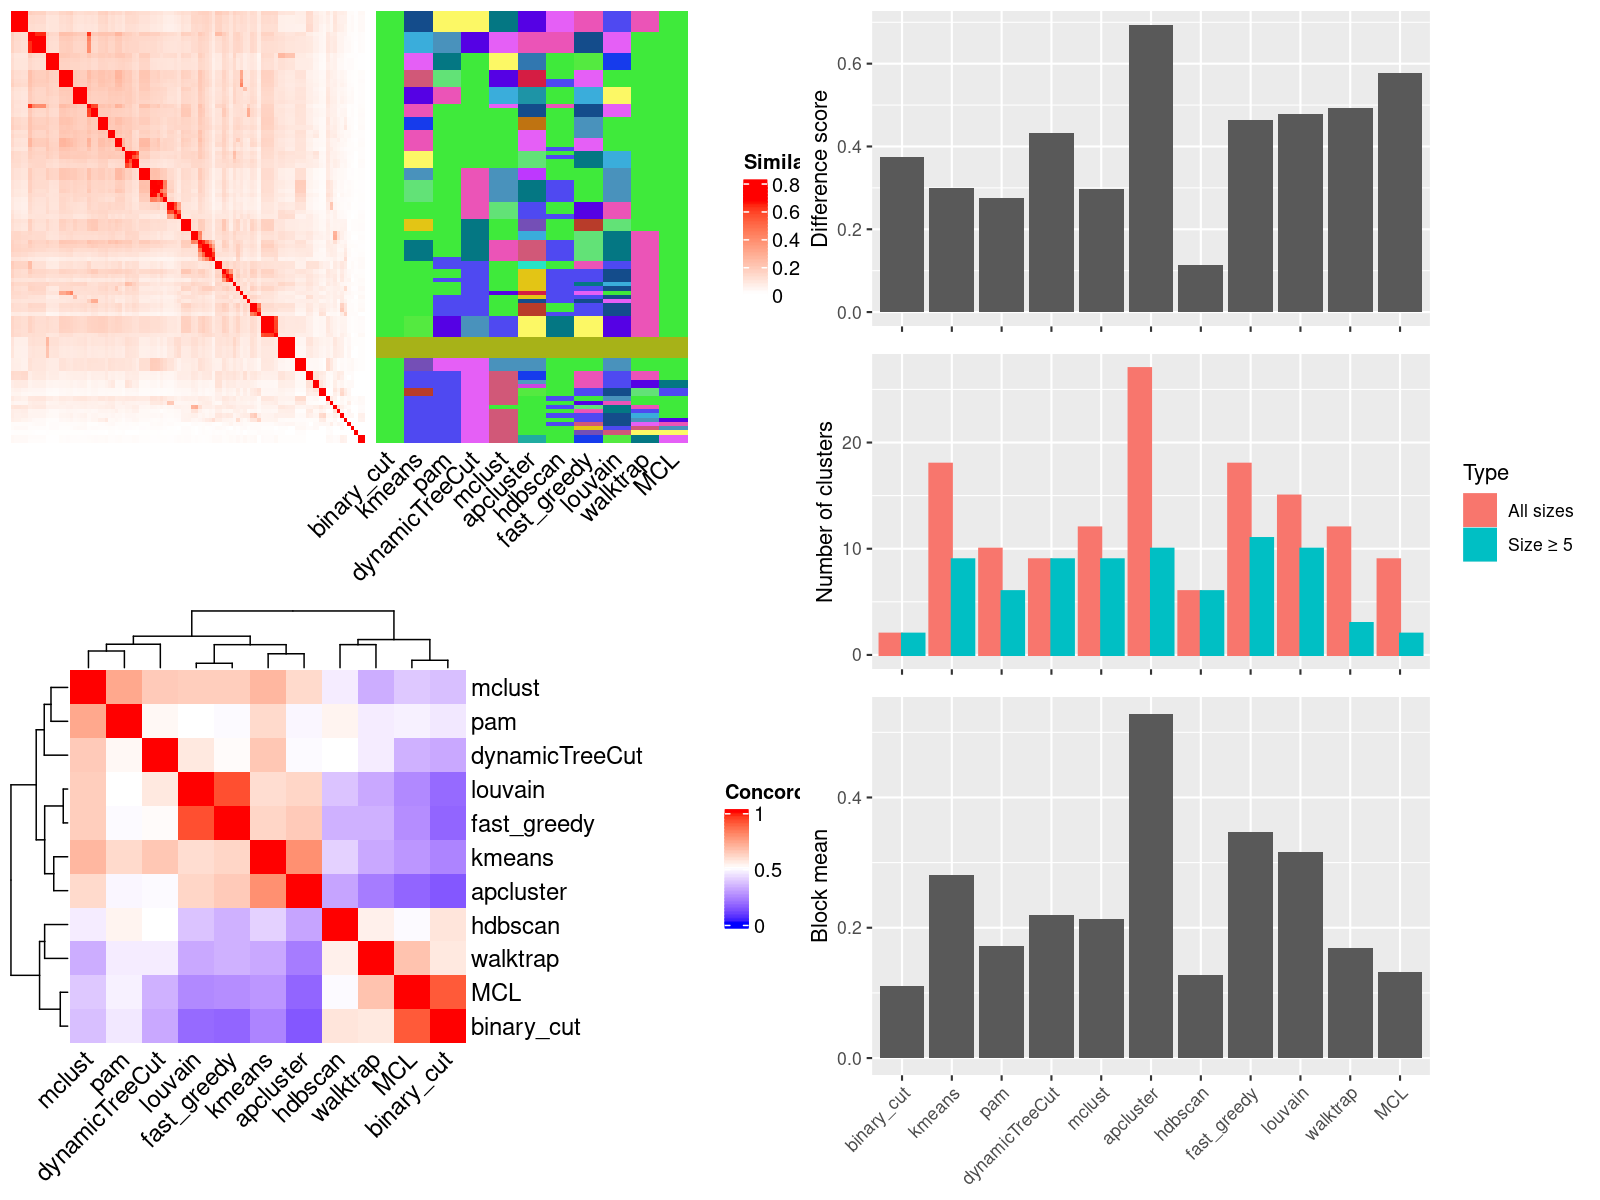 Simila
0.8
0.6
0.4
0.2
0
binary_cut
kmeans
pam
dynamicTreeCut
mclust
apcluster
hdbscan
fast_greedy
louvain
walktrap
MCL
mclust
pam
dynamicTreeCut
louvain
fast_greedy
kmeans
apcluster
hdbscan
walktrap
MCL
binary_cut
mclust
pam
dynamicTreeCut
louvain
fast_greedy
kmeans
apcluster
hdbscan
walktrap
MCL
binary_cut
Concord
1
0.5
0
Difference score
0.6
0.4
0.2
0.0
Number of clusters
20
10
0
Type
All sizes
Size ≥ 5
Block mean
0.4
0.2
0.0
binary_cut
kmeans
pam
dynamicTreeCut
mclust
apcluster
hdbscan
fast_greedy
louvain
walktrap
MCL